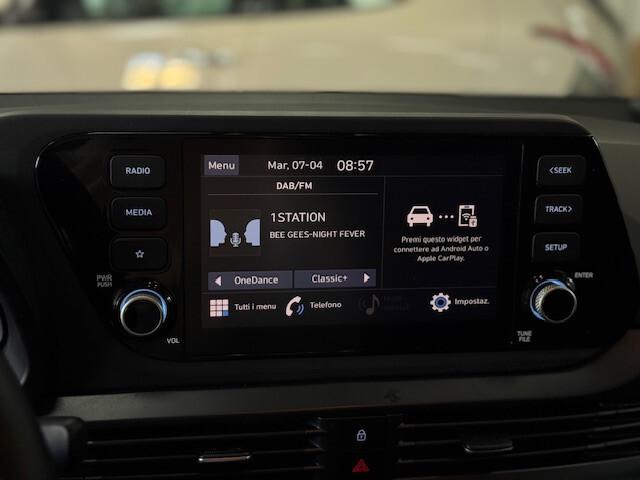 RADIO
MEDIA
PWR
PUSH
VOL
Menu
Mar, 07-04 08:57
DAB/FM
1STATION
BEE GEES-NIGHT FEVER
OneDance
Classic+
Premi questo widget per
connettere ad Android Auto o
Apple CarPlay.
Tutti i menu
Telefono
Impostaz.
<SEEK
TRACK>
SETUP
ENTER
TUNE
FILE